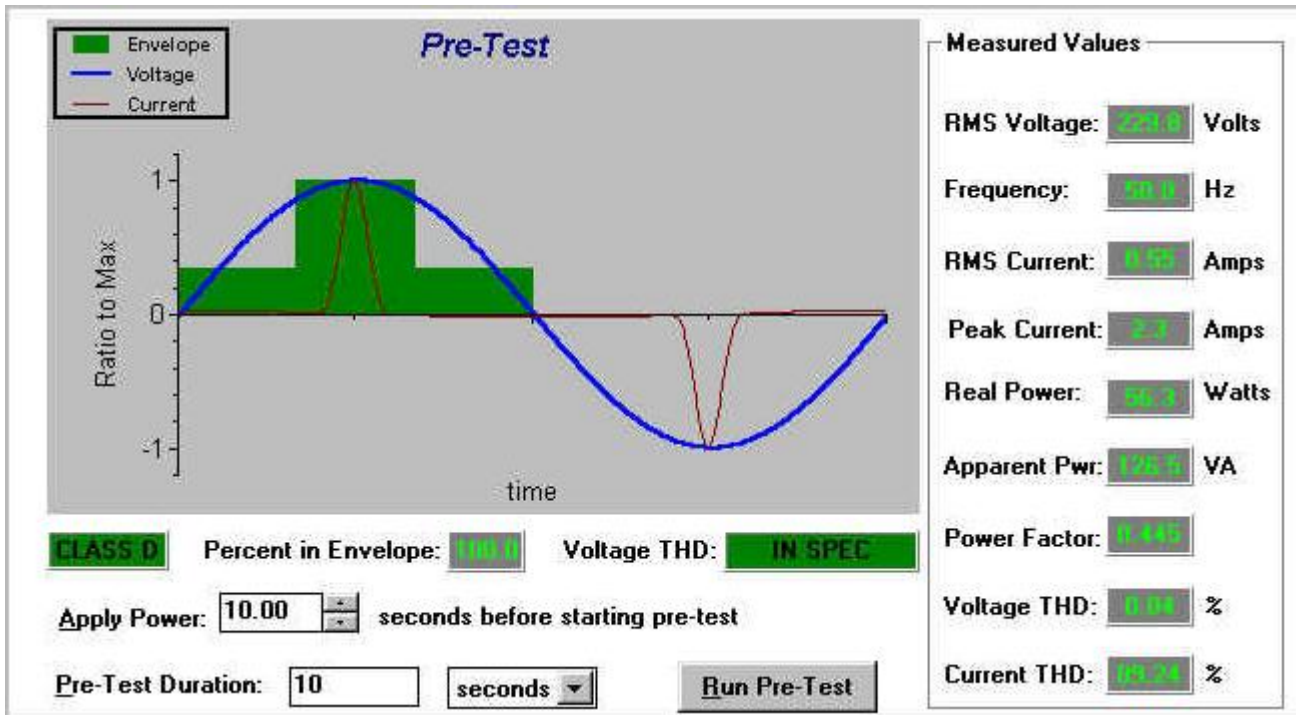 Envelope
Voltage
Current
Pre-Test
Ratio to Max
1
0
-1
time
Measured Values
RMS Voltage: 229.8 Volts
Frequency: 50.0 Hz
RMS Current: 0.55 Amps
Peak Current: 2.3 Amps
Real Power: 56.3 Watts
Apparent Pwr: 126.5 VA
Power Factor: 0.445
Voltage THD: 0.04 %
Current THD: %
CLASS D Percent in Envelope: 100.0 Voltage THD: IN SPEC
Apply Power: 10.00 seconds before starting pre-test
Pre-Test Duration: 10 seconds Run Pre-Test